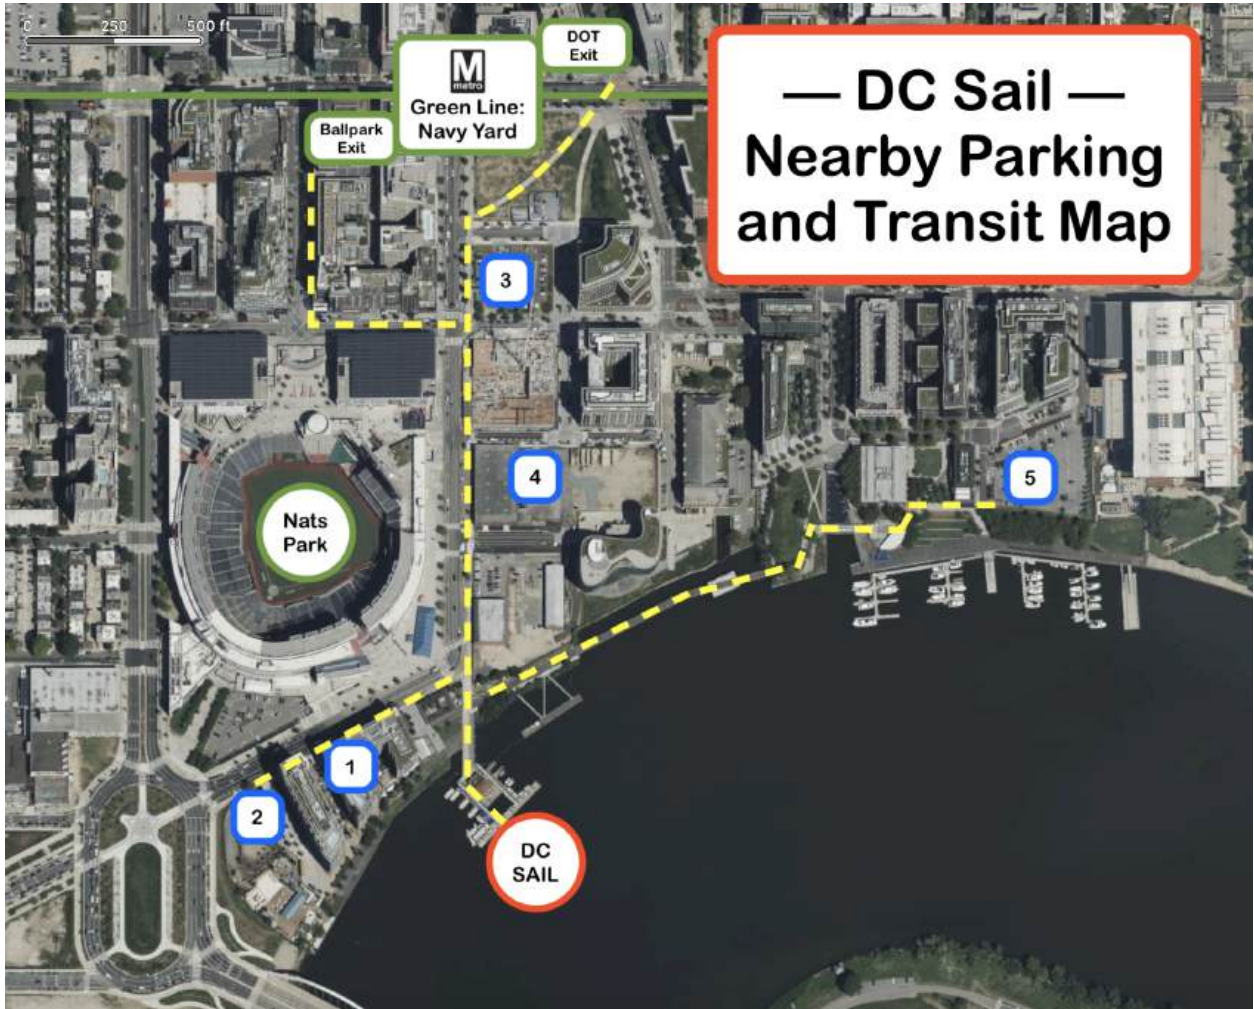 0 250 500 ft
DOT
Exit
M
metro
Green Line:
Navy Yard
Ballpark
Exit
— DC Sail —
Nearby Parking
and Transit Map
3
4
5
Nats
Park
1
2
DC
SAIL